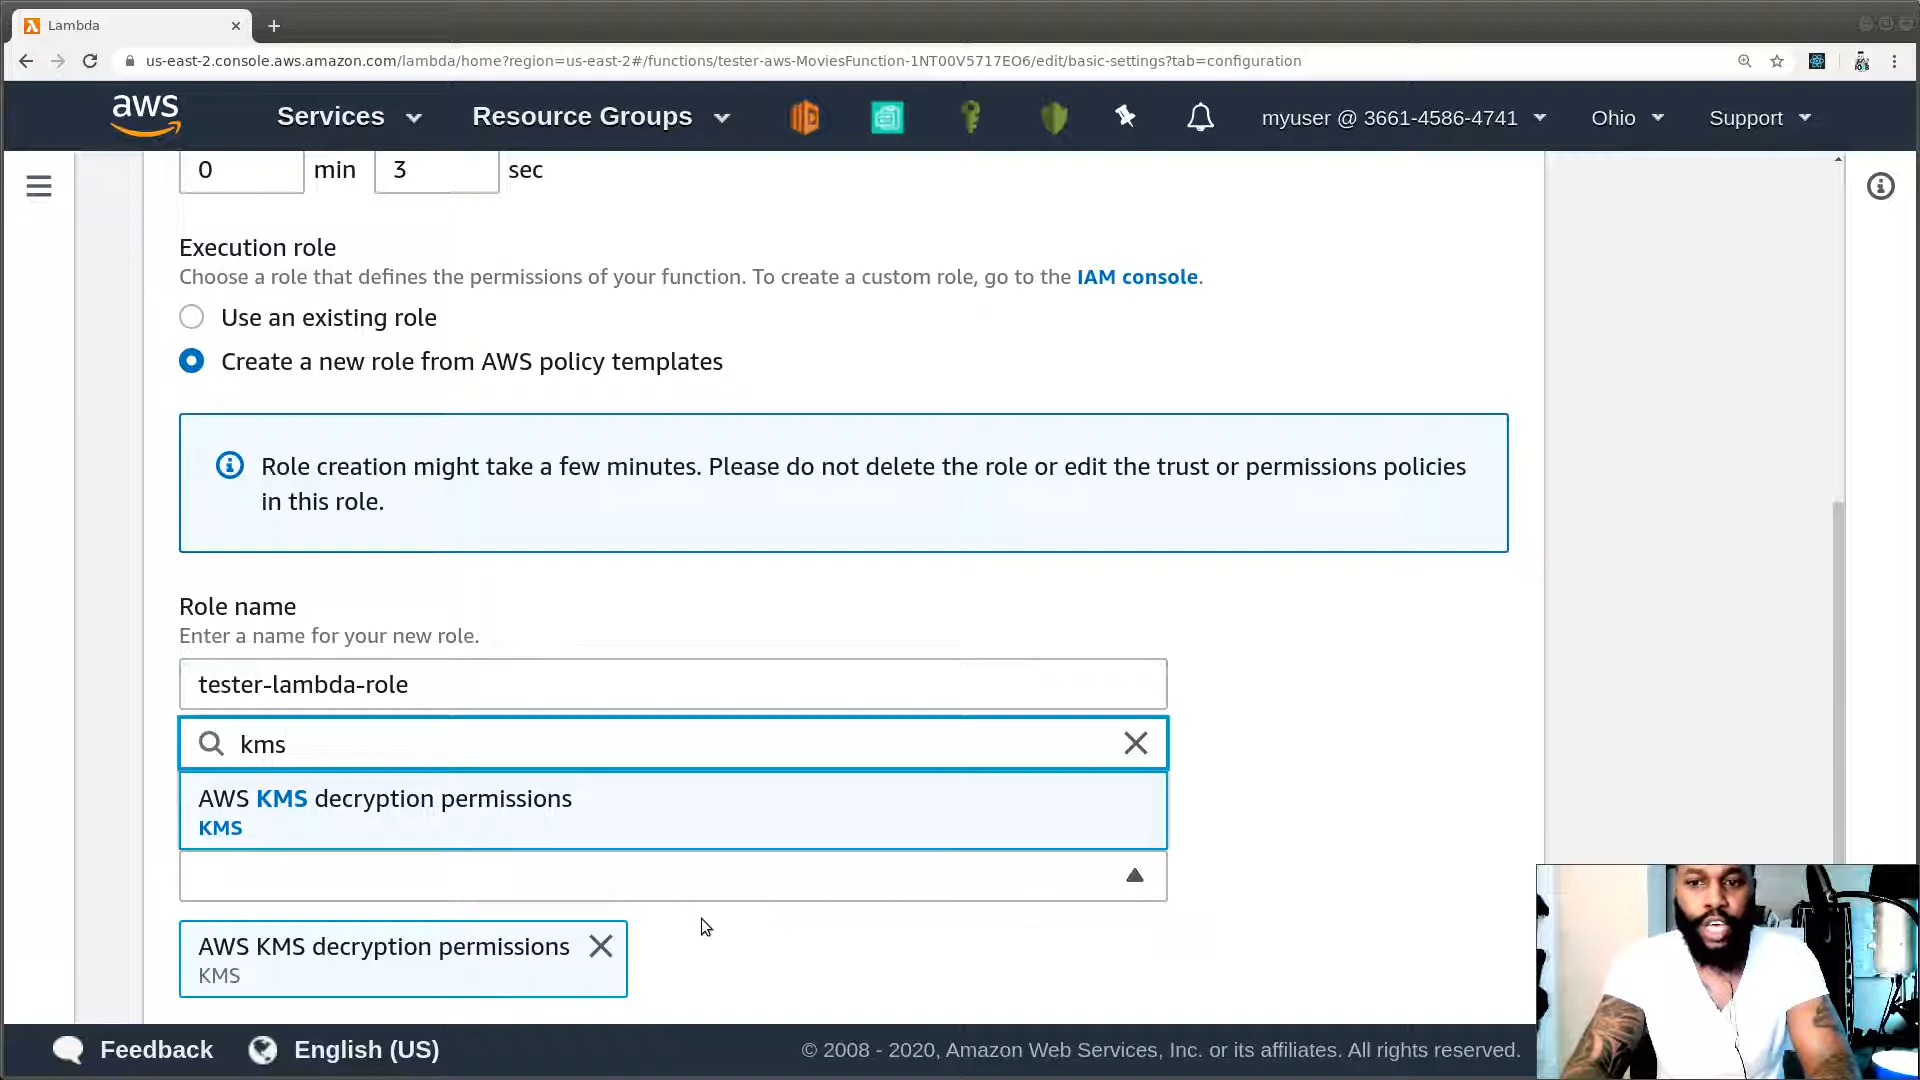 Lambda
us-east-2.console.aws.amazon.com/lambda/home?region=us-east-2#/functions/tester-aws-MoviesFunction-1NT00V5717EO6/edit/basic-settings?tab=configuration
aws
Services
Resource Groups
myuser @ 3661-4586-4741
Ohio
Support
0 min 3 sec
Execution role
Choose a role that defines the permissions of your function. To create a custom role, go to the IAM console.
Use an existing role
Create a new role from AWS policy templates
Role creation might take a few minutes. Please do not delete the role or edit the trust or permissions policies
in this role.
Role name
Enter a name for your new role.
tester-lambda-role
kms
AWS KMS decryption permissions
KMS
AWS KMS decryption permissions
KMS
Feedback
English (US)
© 2008 - 2020, Amazon Web Services, Inc. or its affiliates. All rights reserved.